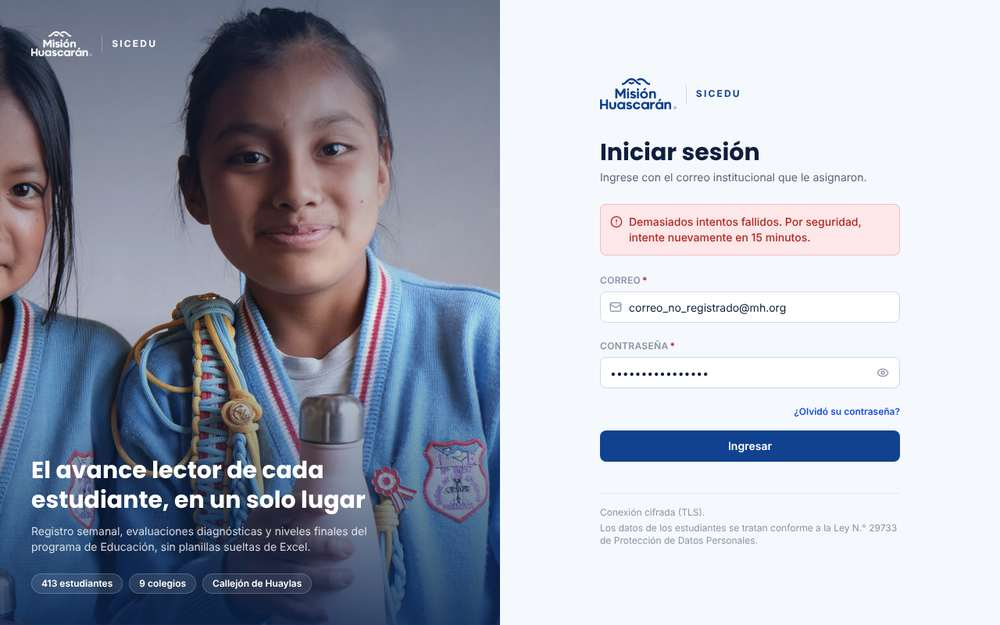 Misión
Huascarán
SICEDU
El avance lector de cada
estudiante, en un solo lugar
Registro semanal, evaluaciones diagnósticas y niveles finales del
programa de Educación, sin planillas sueltas de Excel.
413 estudiantes
9 colegios
Callejón de Huaylas
Misión
Huascarán
SICEDU
Iniciar sesión
Ingrese con el correo institucional que le asignaron.
Demasiados intentos fallidos. Por seguridad,
intente nuevamente en 15 minutos.
CORREO *
correo_no_registrado@mh.org
CONTRASEÑA *
••••••••••••••••
¿Olvidó su contraseña?
Ingresar
Conexión cifrada (TLS).
Los datos de los estudiantes se tratan conforme a la Ley N.° 29733
de Protección de Datos Personales.